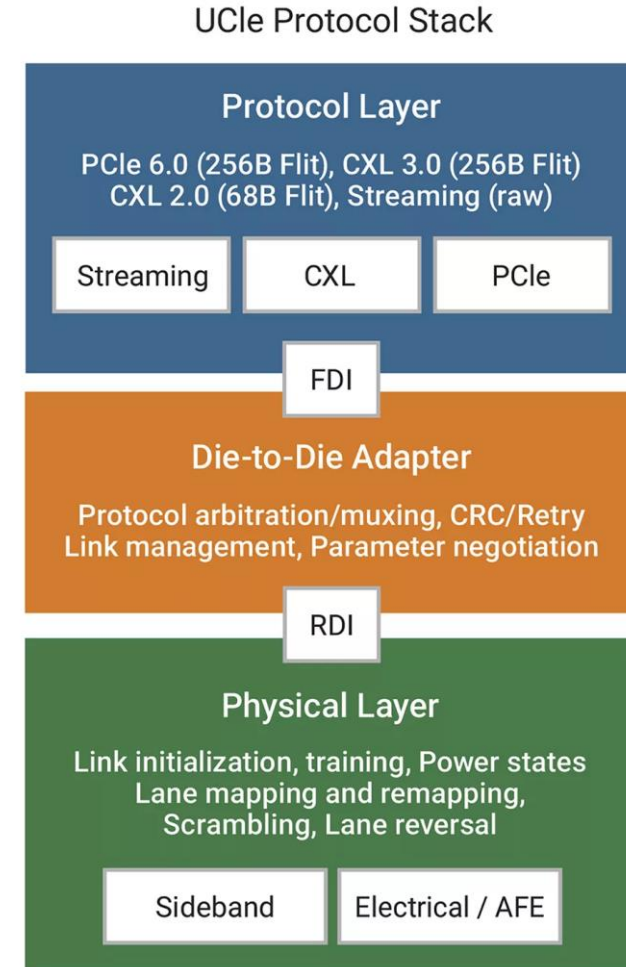 UCIe Protocol Stack
Protocol Layer
PCIe 6.0 (256B Flit), CXL 3.0 (256B Flit)
CXL 2.0 (68B Flit), Streaming (raw)
Streaming
CXL
PCIe
FDI
Die-to-Die Adapter
Protocol arbitration/muxing, CRC/Retry
Link management, Parameter negotiation
RDI
Physical Layer
Link initialization, training, Power states
Lane mapping and remapping,
Scrambling, Lane reversal
Sideband
Electrical / AFE